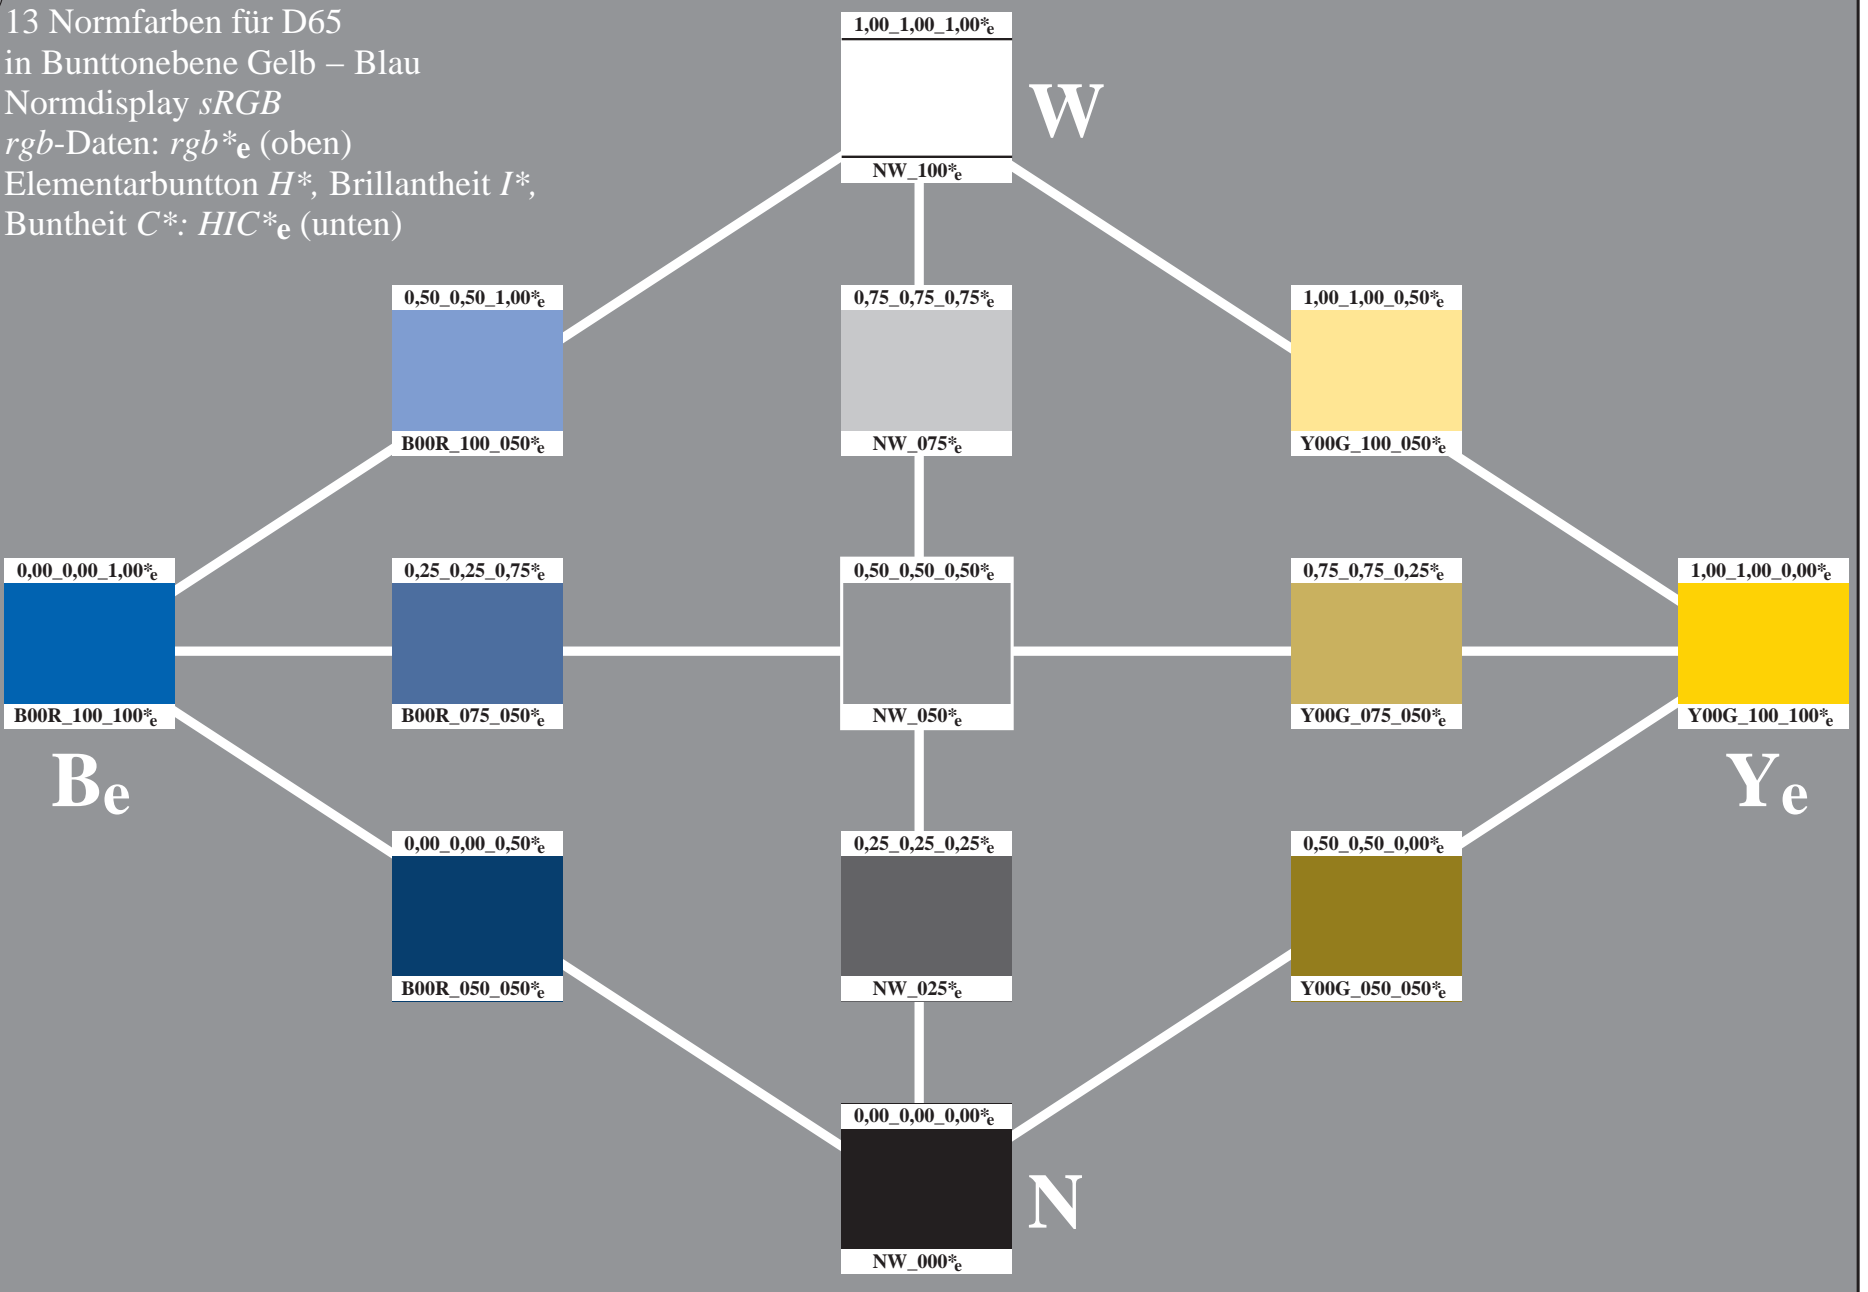 13 Normfarben für D65
in Bunttonebene Gelb – Blau
Normdisplay sRGB
rgb-Daten: rgb*e (oben)
Elementarbuntton H*, Brillantheit I*,
Buntheit C*: HIC*e (unten)
1,00_1,00_1,00*e
W
NW_100*e
0,50_0,50_1,00*e
B00R_100_050*e
0,75_0,75_0,75*e
NW_075*e
1,00_1,00_0,50*e
Y00G_100_050*e
0,00_0,00_1,00*e
B00R_100_100*e
Be
0,25_0,25_0,75*e
B00R_075_050*e
0,50_0,50_0,50*e
NW_050*e
0,75_0,75_0,25*e
Y00G_075_050*e
1,00_1,00_0,00*e
Y00G_100_100*e
Ye
0,00_0,00_0,50*e
B00R_050_050*e
0,25_0,25_0,25*e
NW_025*e
0,50_0,50_0,00*e
Y00G_050_050*e
0,00_0,00_0,00*e
N
NW_000*e